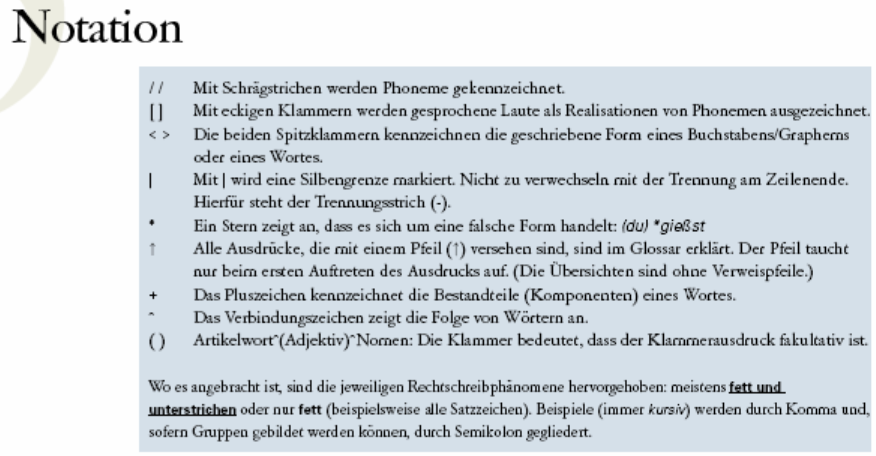 Notation
// Mit Schrägstrichen werden Phoneme gekennzeichnet.
[] Mit eckigen Klammern werden gesprochene Laute als Realisationen von Phonemen ausgezeichnet.
< > Die beiden Spitzklammern kennzeichnen die geschriebene Form eines Buchstabens/Graphems
oder eines Wortes.
| Mit | wird eine Silbengrenze markiert. Nicht zu verwechseln mit der Trennung am Zeilenende.
Hierfür steht der Trennungsstrich (-).
* Ein Stern zeigt an, dass es sich um eine falsche Form handelt: (du) *gießst
↑ Alle Ausdrücke, die mit einem Pfeil (↑) versehen sind, sind im Glossar erklärt. Der Pfeil taucht
nur beim ersten Auftreten des Ausdrucks auf. (Die Übersichten sind ohne Verweispfeile.)
+ Das Pluszeichen kennzeichnet die Bestandteile (Komponenten) eines Wortes.
^ Das Verbindungszeichen zeigt die Folge von Wörtern an.
( ) Artikelwort^(Adjektiv)^Nomen: Die Klammer bedeutet, dass der Klammerausdruck fakultativ ist.
Wo es angebracht ist, sind die jeweiligen Rechtschreibphänomene hervorgehoben: meistens fett und
unterstrichen oder nur fett (beispielsweise alle Satzzeichen). Beispiele (immer kursiv) werden durch Komma und,
sofern Gruppen gebildet werden können, durch Semikolon gegliedert.